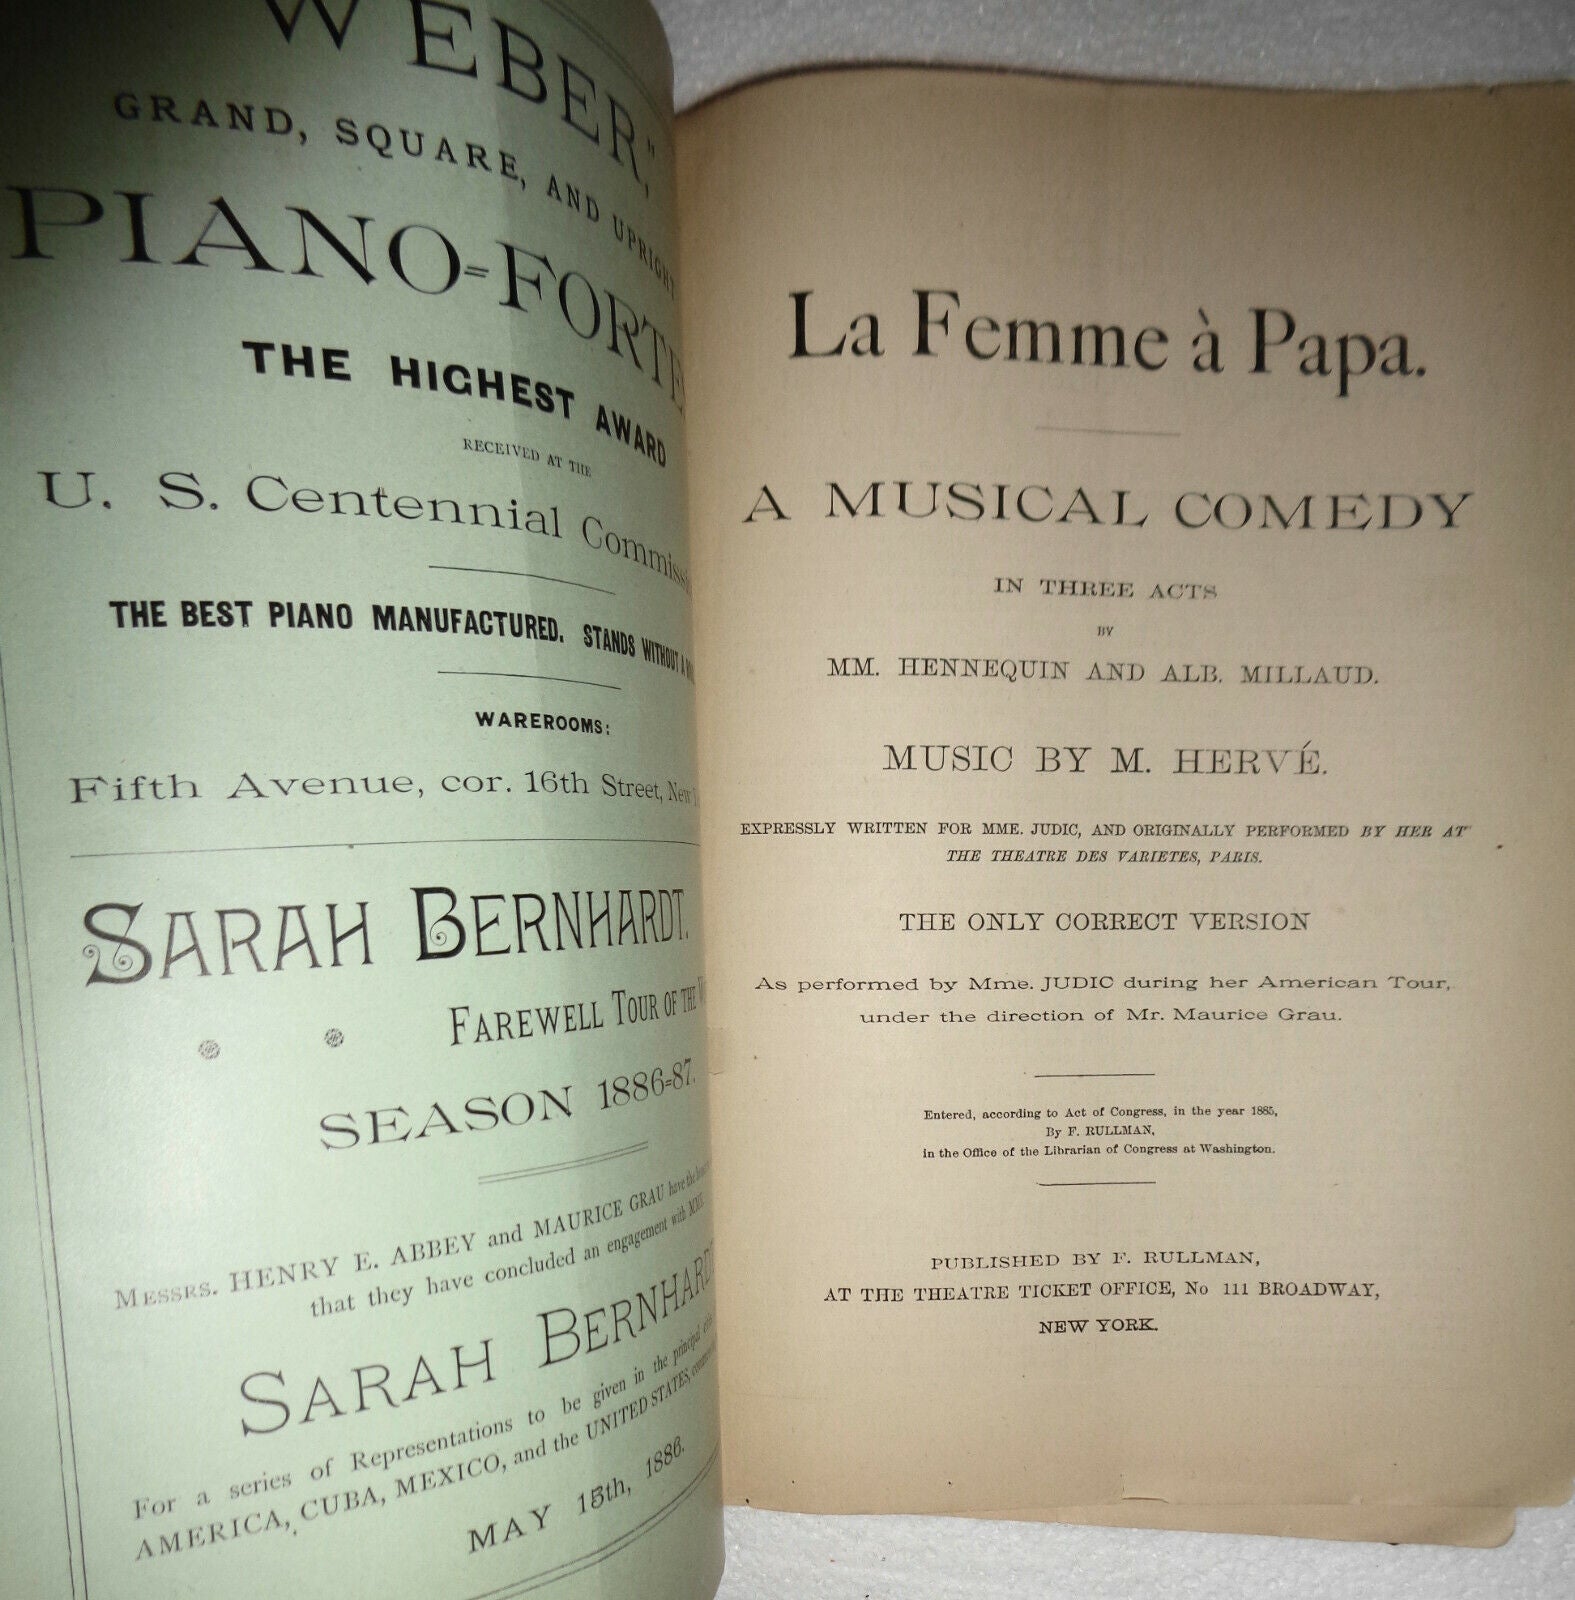 WEBER,"
GRAND, SQUARE, AND UPRIGHT
PIANO=FORTE
THE HIGHEST AWARD
RECEIVED AT THE
U. S. Centennial Commissi
THE BEST PIANO MANUFACTURED. STANDS WITHOUT A
WAREROOMS:
Fifth Avenue, cor. 16th Street, New
SARAH BERNHARDT.
FAREWELL TOUR OF THE
SEASON 1886=87.
MESSRS. HENRY E. ABBEY and MAURICE GRAU have the
that they have concluded an engagement with MME.
SARAH BERNHARDT
For a series of Representations to be given in the principal
AMERICA, CUBA, MEXICO, and the UNITED STATES,
MAY 15th, 1886.
La Femme à Papa.
A MUSICAL COMEDY
IN THREE ACTS
BY
MM. HENNEQUIN AND ALB. MILLAUD.
MUSIC BY M. HERVÉ.
EXPRESSLY WRITTEN FOR MME. JUDIC, AND ORIGINALLY PERFORMED BY HER AT
THE THEATRE DES VARIETES, PARIS.
THE ONLY CORRECT VERSION
As performed by Mme. JUDIC during her American Tour,
under the direction of Mr. Maurice Grau.
Entered, according to Act of Congress, in the year 1885,
By F. RULLMAN,
in the Office of the Librarian of Congress at Washington.
PUBLISHED BY F. RULLMAN,
AT THE THEATRE TICKET OFFICE, No 111 BROADWAY,
NEW YORK.